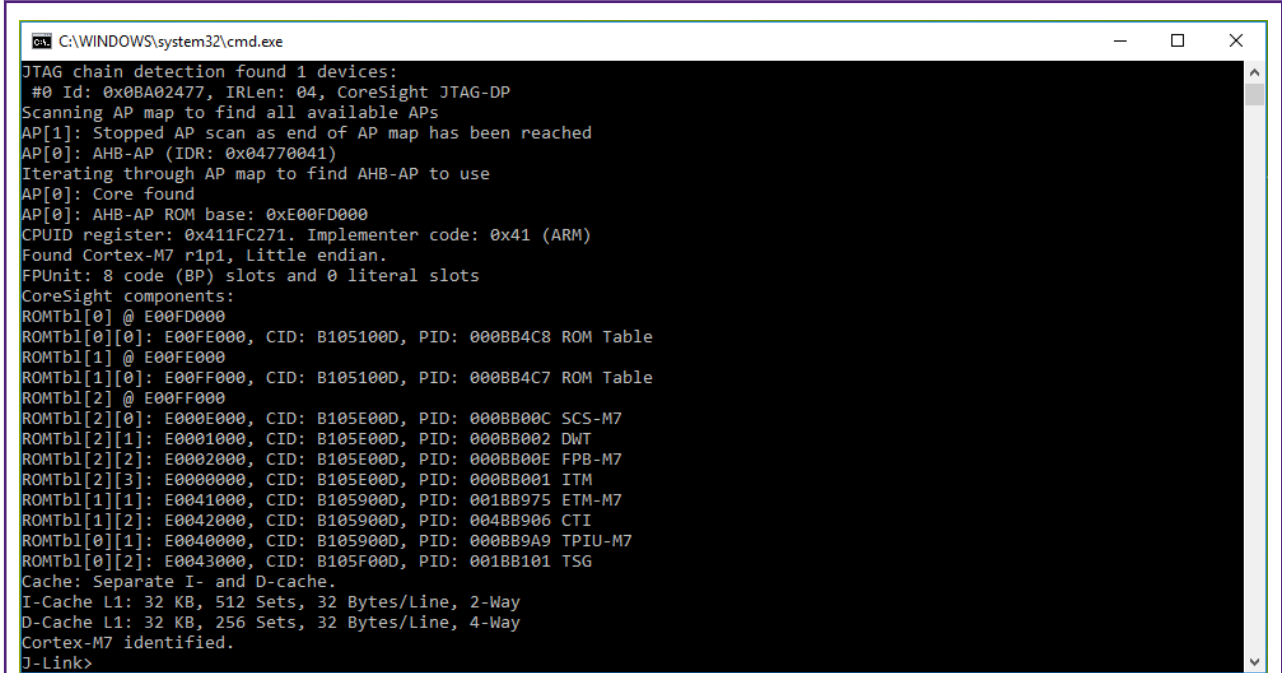 C:\WINDOWS\system32\cmd.exe
JTAG chain detection found 1 devices:
 #0 Id: 0x0BA02477, IRLen: 04, CoreSight JTAG-DP
Scanning AP map to find all available APs
AP[1]: Stopped AP scan as end of AP map has been reached
AP[0]: AHB-AP (IDR: 0x04770041)
Iterating through AP map to find AHB-AP to use
AP[0]: Core found
AP[0]: AHB-AP ROM base: 0xE00FD000
CPUID register: 0x411FC271. Implementer code: 0x41 (ARM)
Found Cortex-M7 r1p1, Little endian.
FPUnit: 8 code (BP) slots and 0 literal slots
CoreSight components:
ROMTbl[0] @ E00FD000
ROMTbl[0][0]: E00FE000, CID: B105100D, PID: 000BB4C8 ROM Table
ROMTbl[1] @ E00FE000
ROMTbl[1][0]: E00FF000, CID: B105100D, PID: 000BB4C7 ROM Table
ROMTbl[2] @ E00FF000
ROMTbl[2][0]: E000E000, CID: B105E00D, PID: 000BB00C SCS-M7
ROMTbl[2][1]: E0001000, CID: B105E00D, PID: 000BB002 DWT
ROMTbl[2][2]: E0002000, CID: B105E00D, PID: 000BB00E FPB-M7
ROMTbl[2][3]: E0000000, CID: B105E00D, PID: 000BB001 ITM
ROMTbl[1][1]: E0041000, CID: B105900D, PID: 001BB975 ETM-M7
ROMTbl[1][2]: E0042000, CID: B105900D, PID: 004BB906 CTI
ROMTbl[0][1]: E0040000, CID: B105900D, PID: 000BB9A9 TPIU-M7
ROMTbl[0][2]: E0043000, CID: B105F00D, PID: 001BB101 TSG
Cache: Separate I- and D-cache.
I-Cache L1: 32 KB, 512 Sets, 32 Bytes/Line, 2-Way
D-Cache L1: 32 KB, 256 Sets, 32 Bytes/Line, 4-Way
Cortex-M7 identified.
J-Link>